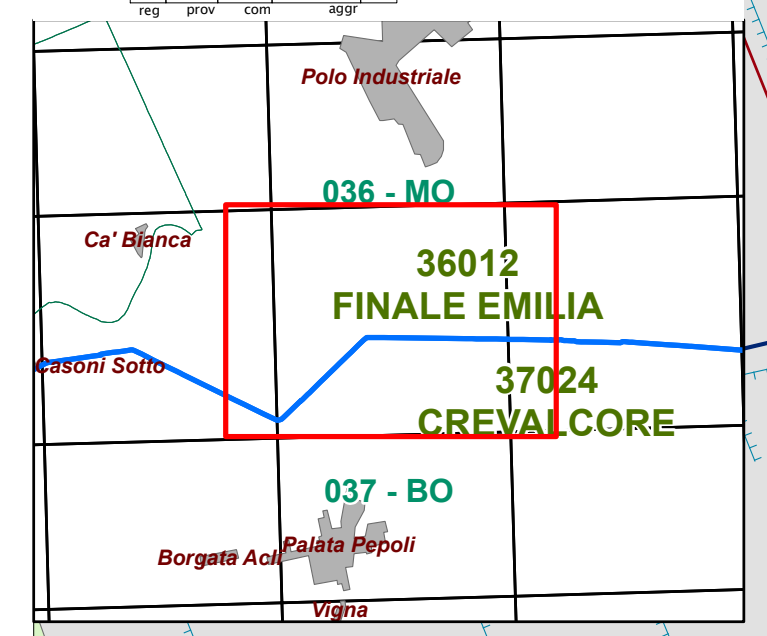 reg prov com aggr
Polo Industriale
036 - MO
Ca' Bianca
36012
FINALE EMILIA
Casoni Sotto
37024
CREVALCORE
037 - BO
Palata Pepoli
Borgata Acli
Vigna